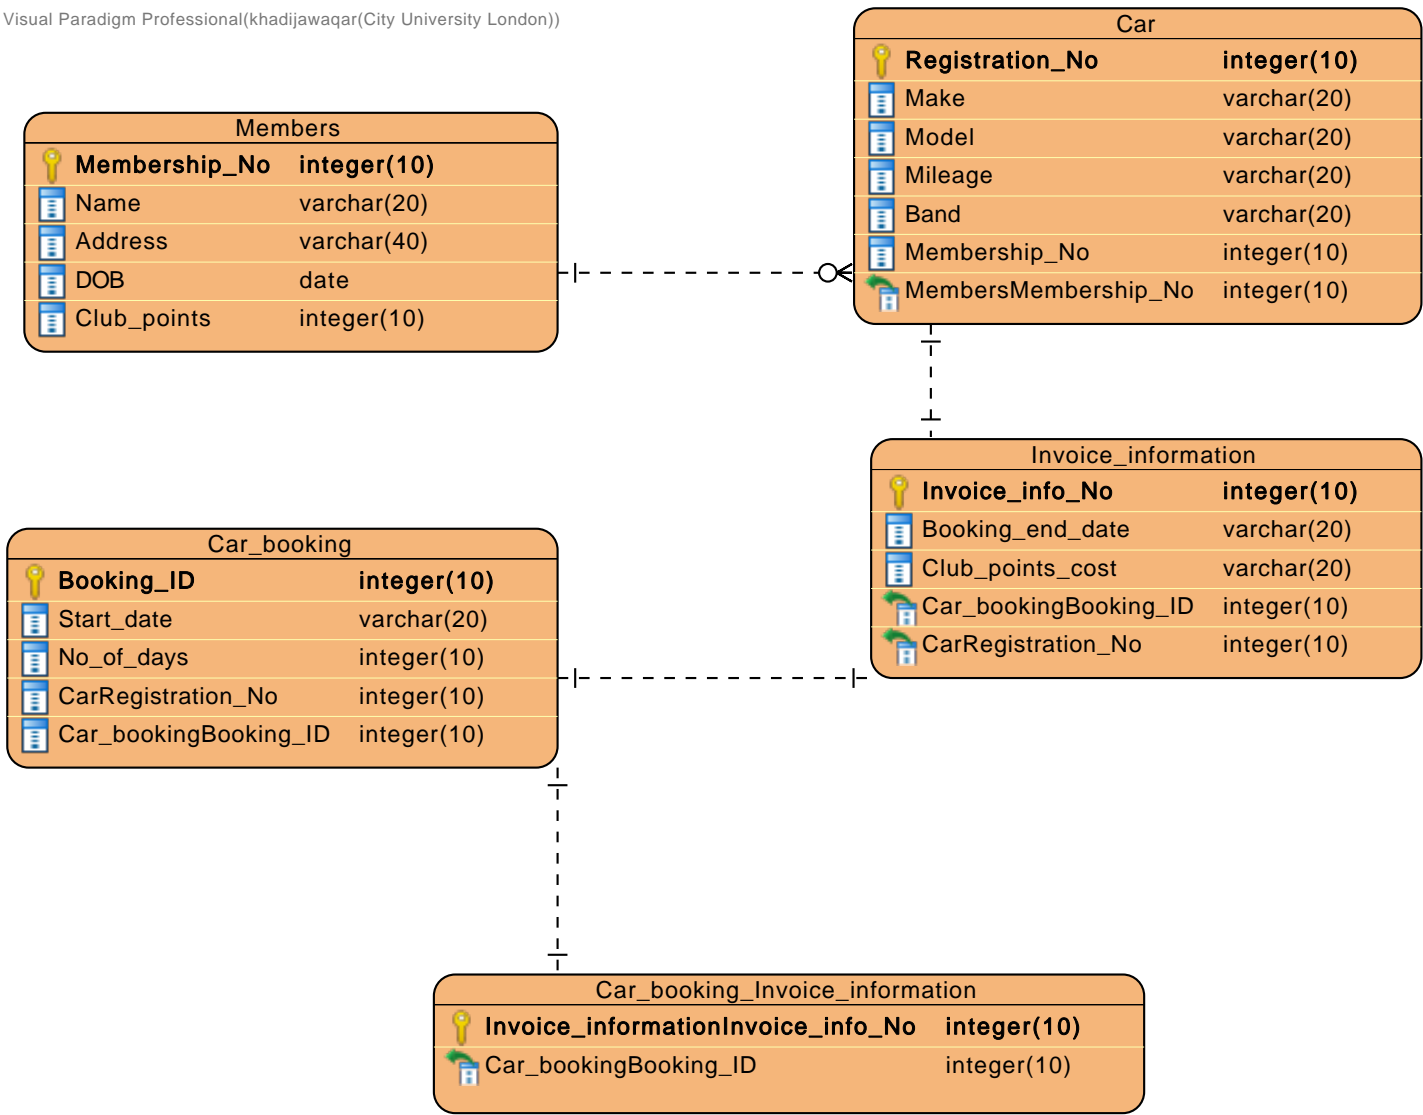 Visual Paradigm Professional(khadijawaqar(City University London))
Car
Registration_No integer(10)
Make varchar(20)
Model varchar(20)
Mileage varchar(20)
Band varchar(20)
Membership_No integer(10)
MembersMembership_No integer(10)
Members
Membership_No integer(10)
Name varchar(20)
Address varchar(40)
DOB date
Club_points integer(10)
Invoice_information
Invoice_info_No integer(10)
Booking_end_date varchar(20)
Club_points_cost varchar(20)
Car_bookingBooking_ID integer(10)
CarRegistration_No integer(10)
Car_booking
Booking_ID integer(10)
Start_date varchar(20)
No_of_days integer(10)
CarRegistration_No integer(10)
Car_bookingBooking_ID integer(10)
Car_booking_Invoice_information
Invoice_informationInvoice_info_No integer(10)
Car_bookingBooking_ID integer(10)